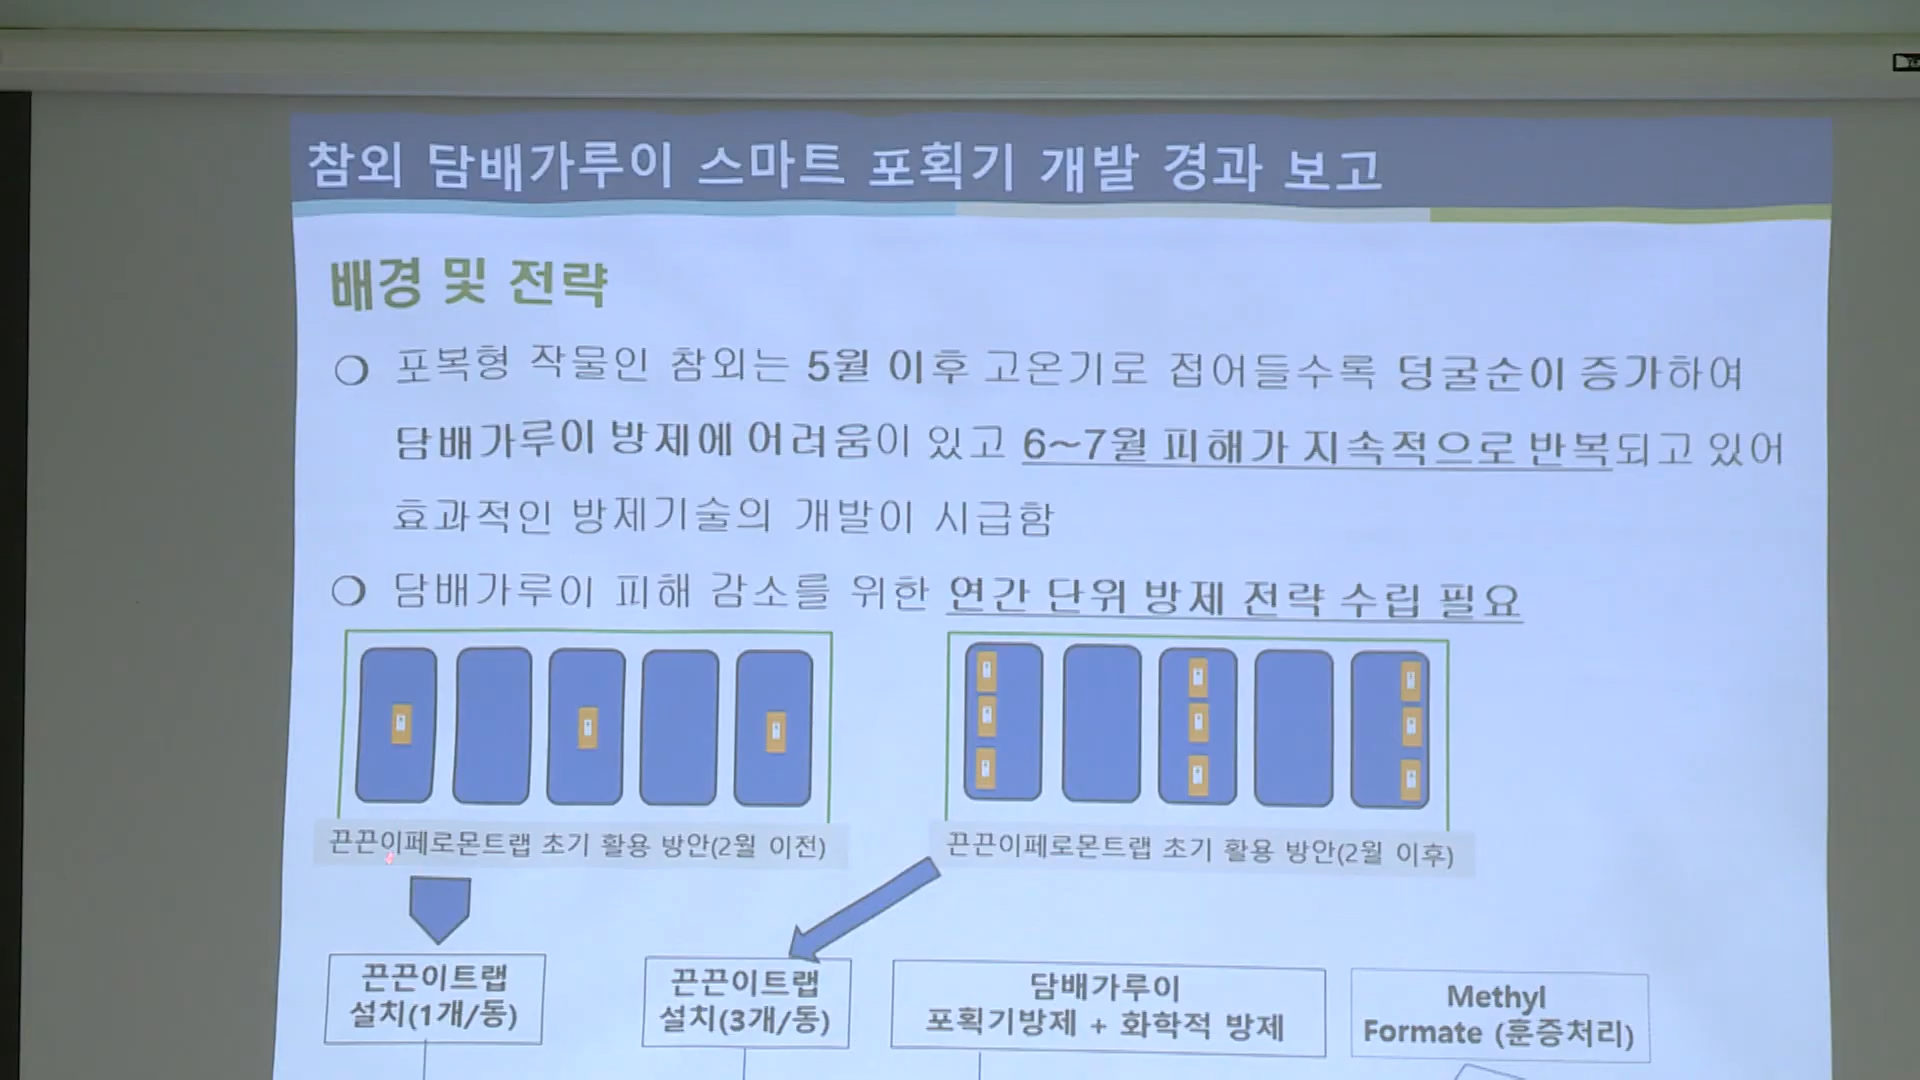 참외 담배가루이 스마트 포획기 개발 경과 보고
배경 및 전략
❍ 포복형 작물인 참외는 5월 이후 고온기로 접어들수록 덩굴순이 증가하여
담배가루이 방제에 어려움이 있고 6~7월 피해가 지속적으로 반복되고 있어
효과적인 방제기술의 개발이 시급함
❍ 담배가루이 피해 감소를 위한 연간 단위 방제 전략 수립 필요
끈끈이페로몬트랩 초기 활용 방안(2월 이전)
끈끈이페로몬트랩 초기 활용 방안(2월 이후)
끈끈이트랩
설치(1개/동)
끈끈이트랩
설치(3개/동)
담배가루이
포획기방제 + 화학적 방제
Methyl
Formate (훈증처리)